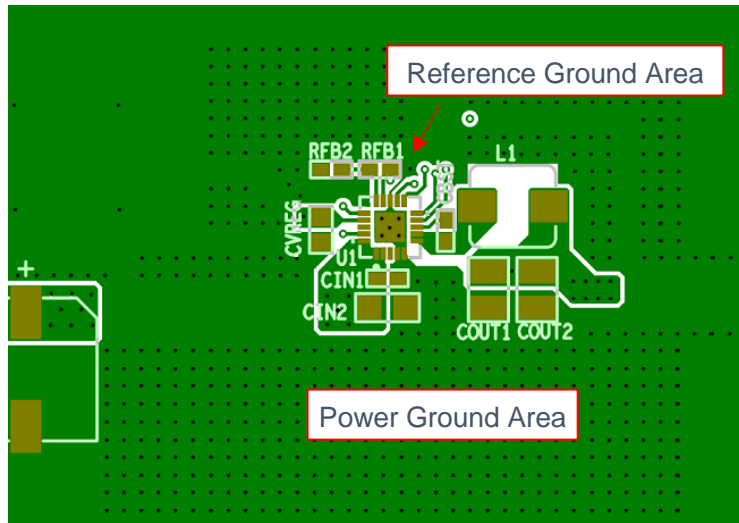 Reference Ground Area
RFB2 RFB1
L1
CVREG
U1
CIN1
CIN2
+
COUT1 COUT2
Power Ground Area